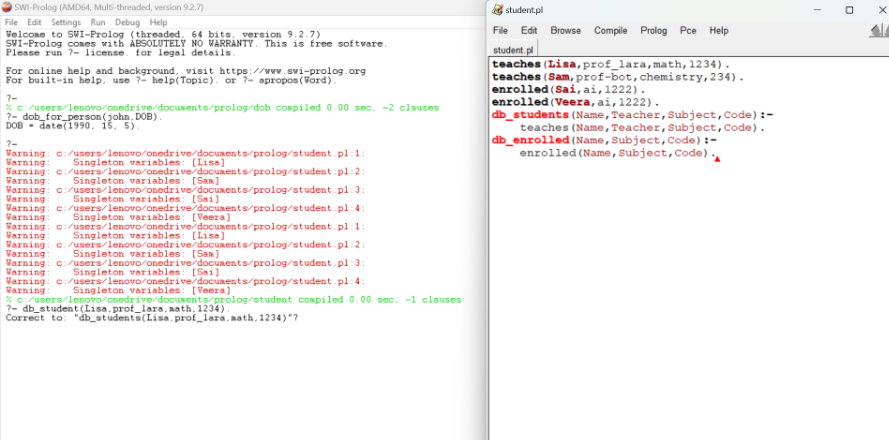 SWI-Prolog (AMD64, Multi-threaded, version 9.2.7)
File Edit Settings Run Debug Help
Welcome to SWI-Prolog (threaded, 64 bits, version 9.2.7)
SWI-Prolog comes with ABSOLUTELY NO WARRANTY. This is free software.
Please run ?- license. for legal details.
For online help and background, visit https://www.swi-prolog.org
For built-in help, use ?- help(Topic). or ?- apropos(Word).
?-
% c:/users/lenovo/onedrive/documents/prolog/dob compiled 0.00 sec, -2 clauses
?- dob_for_person(john,DOB).
DOB = date(1990, 15, 5).
?-
Warning: c:/users/lenovo/onedrive/documents/prolog/student.pl:1:
Warning:    Singleton variables: [Lisa]
Warning: c:/users/lenovo/onedrive/documents/prolog/student.pl:2:
Warning:    Singleton variables: [Sam]
Warning: c:/users/lenovo/onedrive/documents/prolog/student.pl:3:
Warning:    Singleton variables: [Sai]
Warning: c:/users/lenovo/onedrive/documents/prolog/student.pl:4:
Warning:    Singleton variables: [Veera]
Warning: c:/users/lenovo/onedrive/documents/prolog/student.pl:1:
Warning:    Singleton variables: [Lisa]
Warning: c:/users/lenovo/onedrive/documents/prolog/student.pl:2:
Warning:    Singleton variables: [Sam]
Warning: c:/users/lenovo/onedrive/documents/prolog/student.pl:3:
Warning:    Singleton variables: [Sai]
Warning: c:/users/lenovo/onedrive/documents/prolog/student.pl:4:
Warning:    Singleton variables: [Veera]
% c:/users/lenovo/onedrive/documents/prolog/student compiled 0.00 sec, -1 clauses
?- db_student(Lisa,prof_lara,math,1234).
Correct to: "db_students(Lisa,prof_lara,math,1234)"?
student.pl
File Edit Browse Compile Prolog Pce Help
student.pl
teaches(Lisa,prof_lara,math,1234).
teaches(Sam,prof-bot,chemistry,234).
enrolled(Sai,ai,1222).
enrolled(Veera,ai,1222).
db_students(Name,Teacher,Subject,Code):-
    teaches(Name,Teacher,Subject,Code).
db_enrolled(Name,Subject,Code):-
    enrolled(Name,Subject,Code).